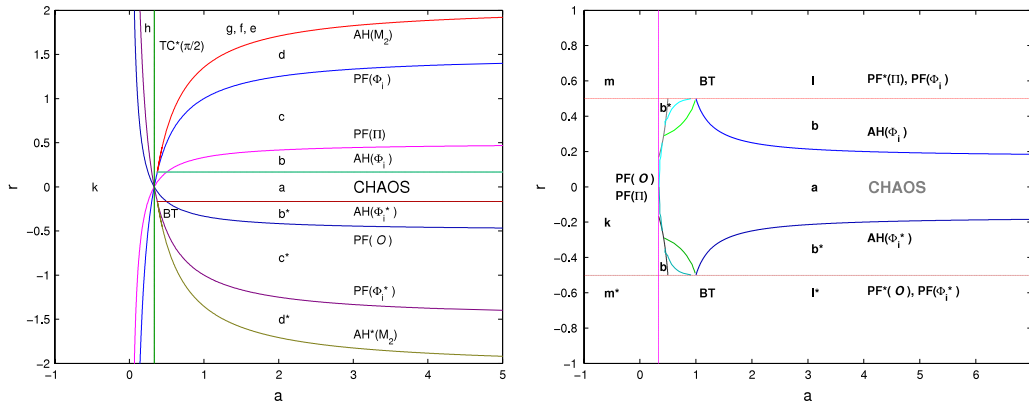 h
g, f, e
TC*(π/2)
AH(M₂)
d
PF(Φᵢ)
c
PF(Π)
b
AH(Φᵢ)
k
a
CHAOS
BT
b*
AH(Φᵢ*)
PF( O )
c*
PF(Φᵢ*)
d*
AH*(M₂)
2
1.5
1
0.5
0
-0.5
-1
-1.5
-2
r
-1
0
1
2
3
4
5
a
m
BT
l
PF*(Π), PF(Φᵢ)
b*
b
AH(Φᵢ)
PF( O )
PF(Π)
a
CHAOS
k
AH(Φᵢ*)
b*
b
m*
BT
l*
PF*( O ), PF(Φᵢ*)
1
0.8
0.6
0.4
0.2
0
-0.2
-0.4
-0.6
-0.8
-1
r
-1
0
1
2
3
4
5
6
a